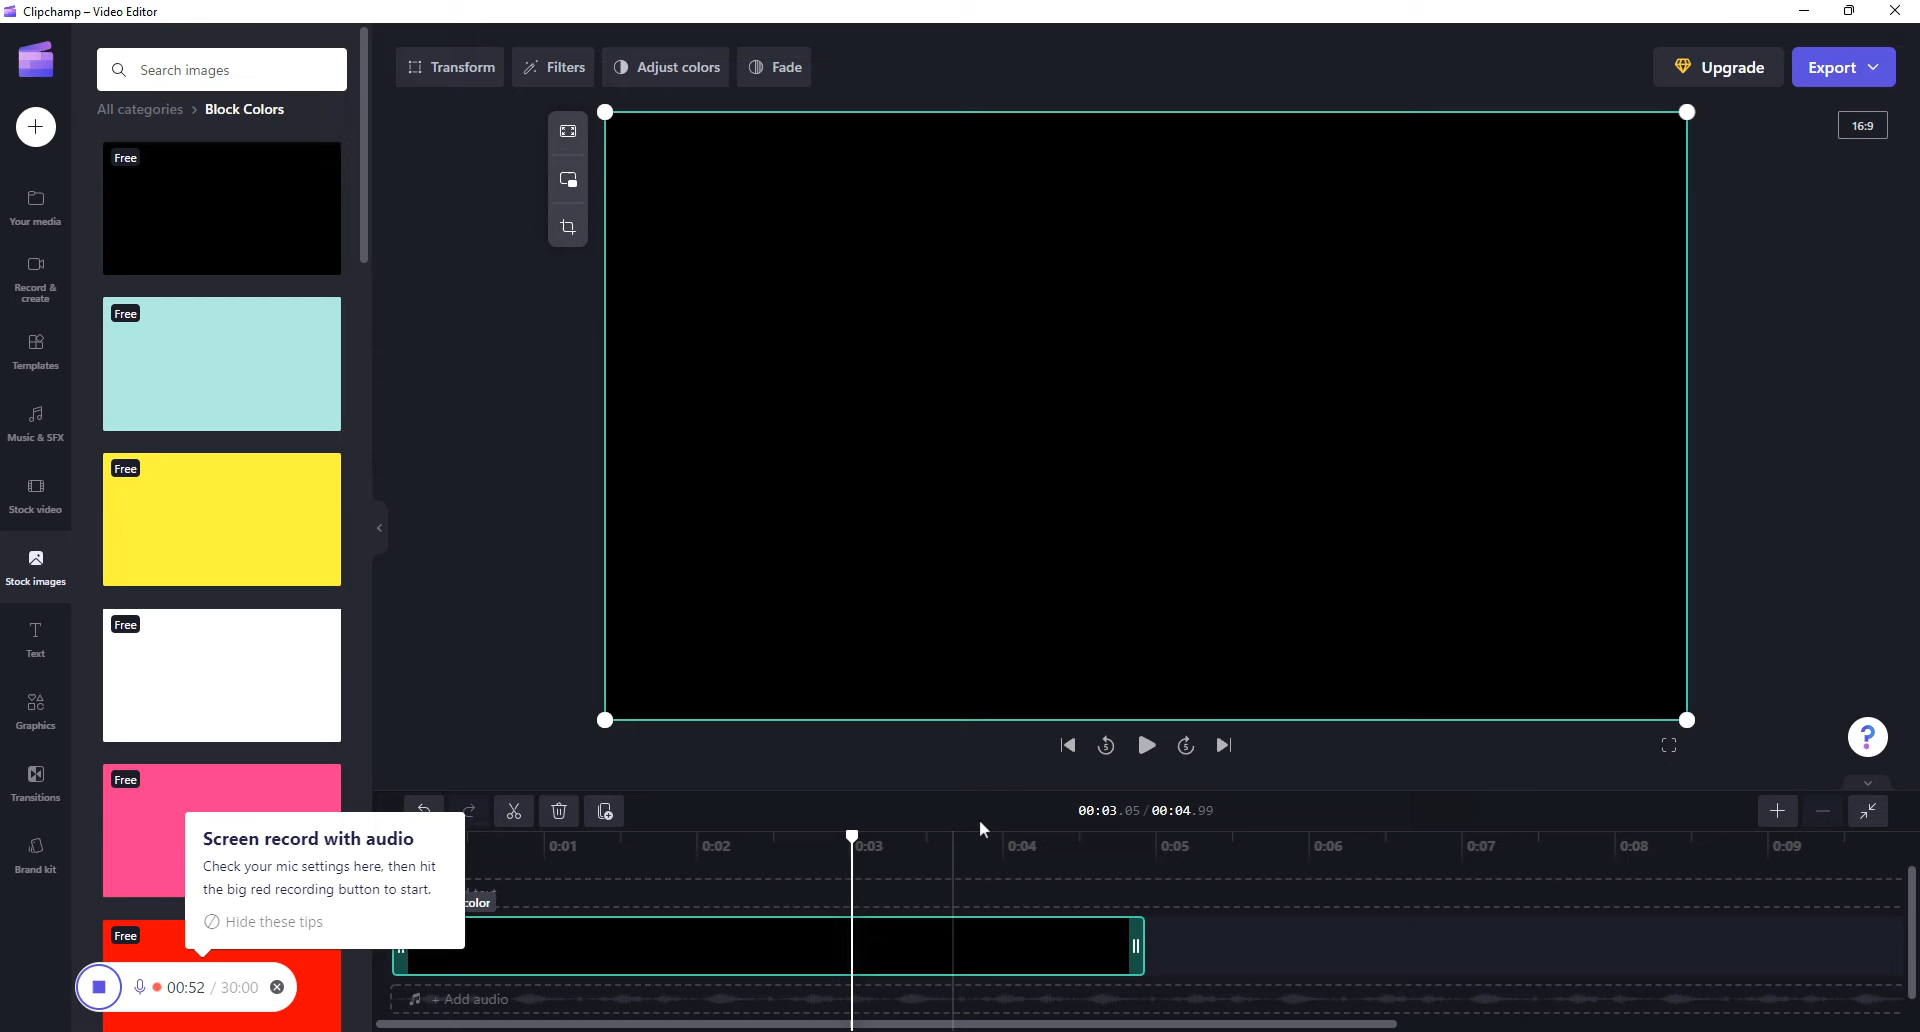 Clipchamp – Video Editor
Search images
All categories > Block Colors
Transform
Filters
Adjust colors
Fade
Upgrade
Export
16:9
Your media
Record &
create
Templates
Music & SFX
Stock video
Stock images
Text
Graphics
Transitions
Brand kit
Free
Free
Free
Free
Free
Free
00:03.05 / 00:04.99
0:01
0:02
0:03
0:04
0:05
0:06
0:07
0:08
0:09
color
+ Add audio
Screen record with audio
Check your mic settings here, then hit
the big red recording button to start.
Hide these tips
00:52 / 30:00